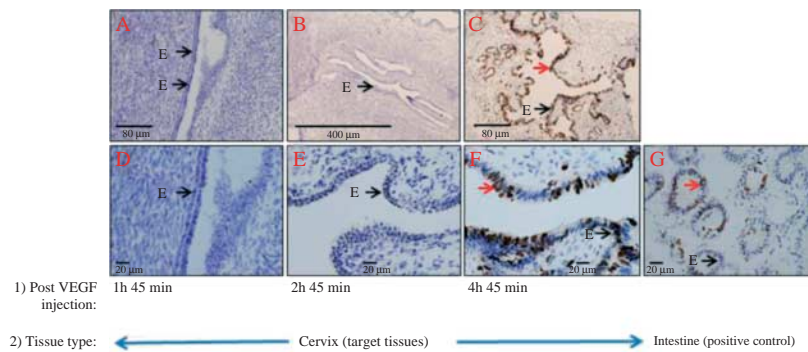 A B C
E E E E
80 µm 400 µm 80 µm
D E F G
E E E E
20 µm 20 µm 20 µm 20 µm
1) Post VEGF injection: 1h 45 min 2h 45 min 4h 45 min
2) Tissue type: Cervix (target tissues) Intestine (positive control)